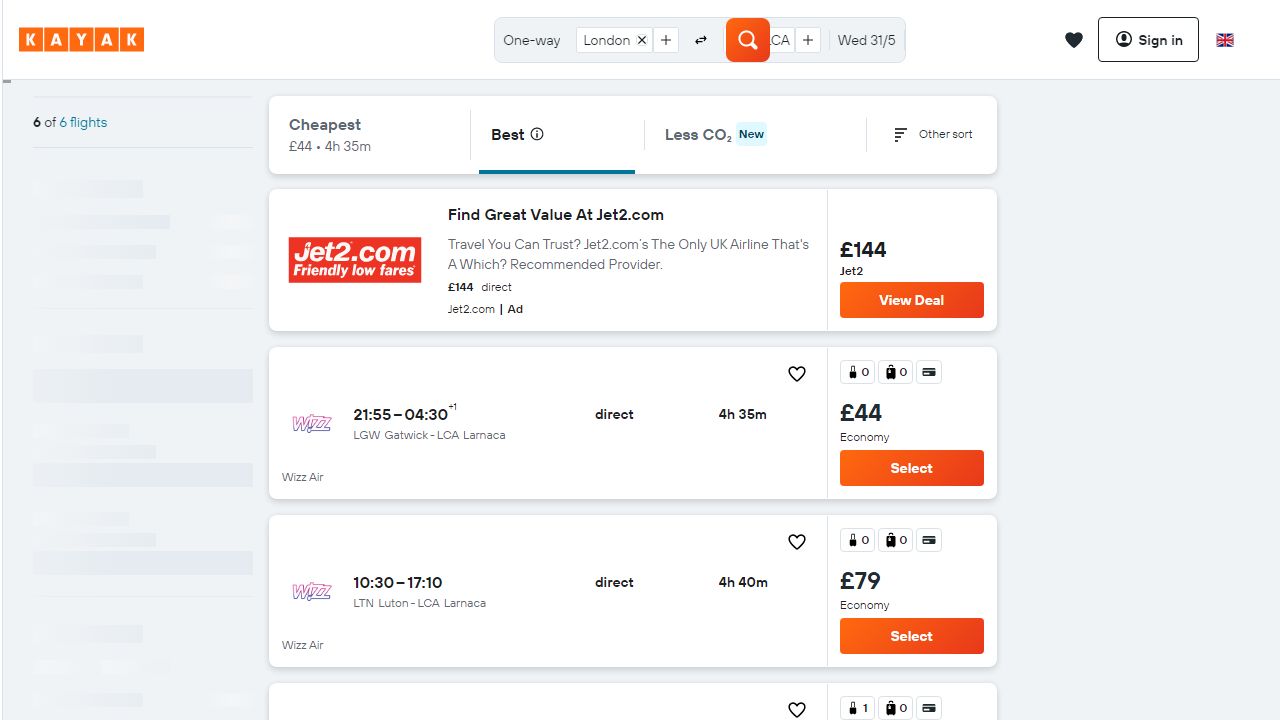 KAYAK
One-way
London
CA
Wed 31/5
Sign in
6 of 6 flights
Cheapest
£44 • 4h 35m
Best
Less CO₂ New
Other sort
Find Great Value At Jet2.com
Jet2.com
Friendly low fares
Travel You Can Trust? Jet2.com's The Only UK Airline That's
A Which? Recommended Provider.
£144 direct
Jet2.com | Ad
£144
Jet2
View Deal
0 0
21:55 – 04:30+1
direct
4h 35m
LGW Gatwick - LCA Larnaca
Wizz
Wizz Air
£44
Economy
Select
0 0
10:30 – 17:10
direct
4h 40m
LTN Luton - LCA Larnaca
Wizz
Wizz Air
£79
Economy
Select
1 0